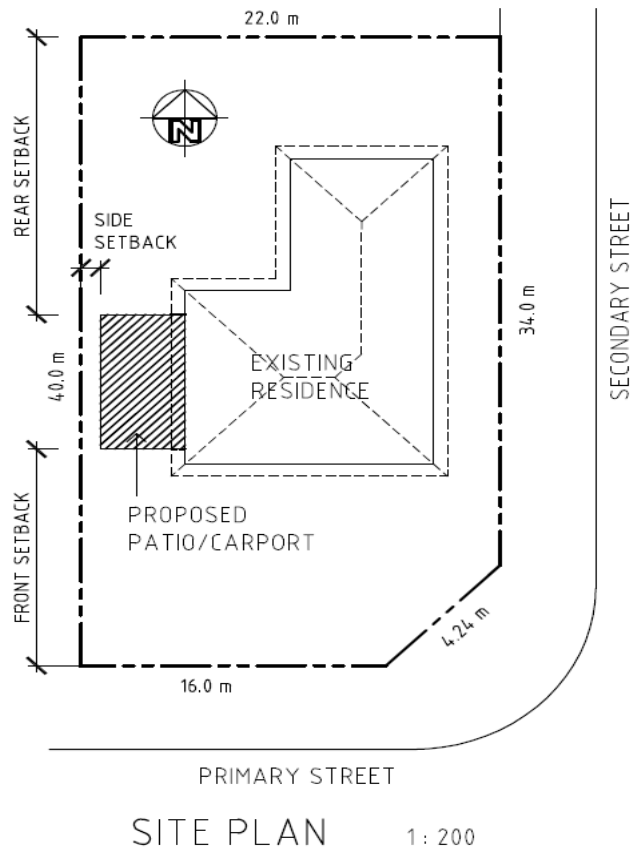 22.0 m
REAR SETBACK
N
SIDE
SETBACK
40.0 m
34.0 m
SECONDARY STREET
EXISTING
RESIDENCE
PROPOSED
PATIO/CARPORT
FRONT SETBACK
4.24 m
16.0 m
PRIMARY STREET
SITE PLAN 1:200